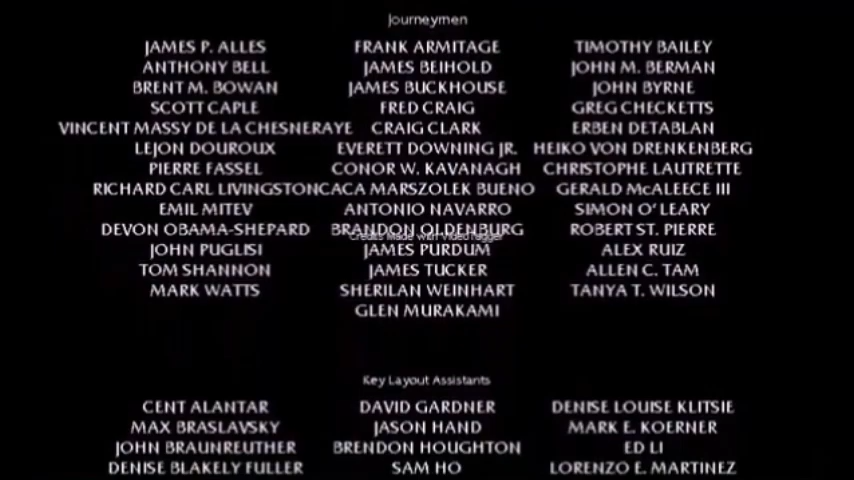 Journeymen
JAMES P. ALLES FRANK ARMITAGE TIMOTHY BAILEY
ANTHONY BELL JAMES BEIHOLD JOHN M. BERMAN
BRENT M. BOWAN JAMES BUCKHOUSE JOHN BYRNE
SCOTT CAPLE FRED CRAIG GREG CHECKETTS
VINCENT MASSY DE LA CHESNERAYE CRAIG CLARK ERBEN DETABLAN
LEJON DOUROUX EVERETT DOWNING JR. HEIKO VON DRENKENBERG
PIERRE FASSEL CONOR W. KAVANAGH CHRISTOPHE LAUTRETTE
RICHARD CARL LIVINGSTON CACA MARSZOLEK BUENO GERALD McALEECE III
EMIL MITEV ANTONIO NAVARRO SIMON O'LEARY
DEVON OBAMA-SHEPARD BRANDON OLDENBURG ROBERT ST. PIERRE
Credits Made with VideoTagger
JOHN PUGLISI JAMES PURDUM ALEX RUIZ
TOM SHANNON JAMES TUCKER ALLEN C. TAM
MARK WATTS SHERILAN WEINHART TANYA T. WILSON
GLEN MURAKAMI
Key Layout Assistants
CENT ALANTAR DAVID GARDNER DENISE LOUISE KLITSIE
MAX BRASLAVSKY JASON HAND MARK E. KOERNER
JOHN BRAUNREUTHER BRENDON HOUGHTON ED LI
DENISE BLAKELY FULLER SAM HO LORENZO E. MARTINEZ